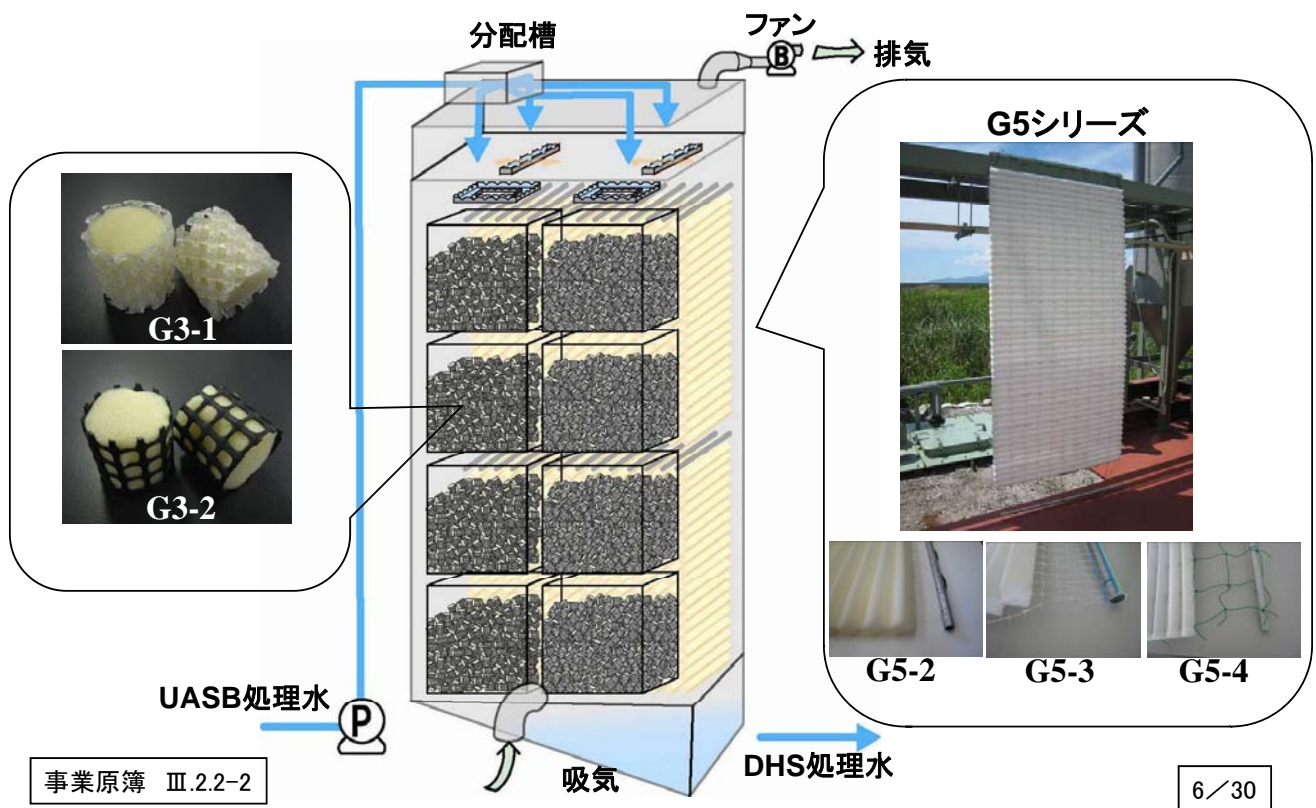 分配槽
ファン
B
排気
G5シリーズ
G3-1
G3-2
G5-2
G5-3
G5-4
UASB処理水
P
吸気
DHS処理水
事業原簿 Ⅲ.2.2-2
6/30